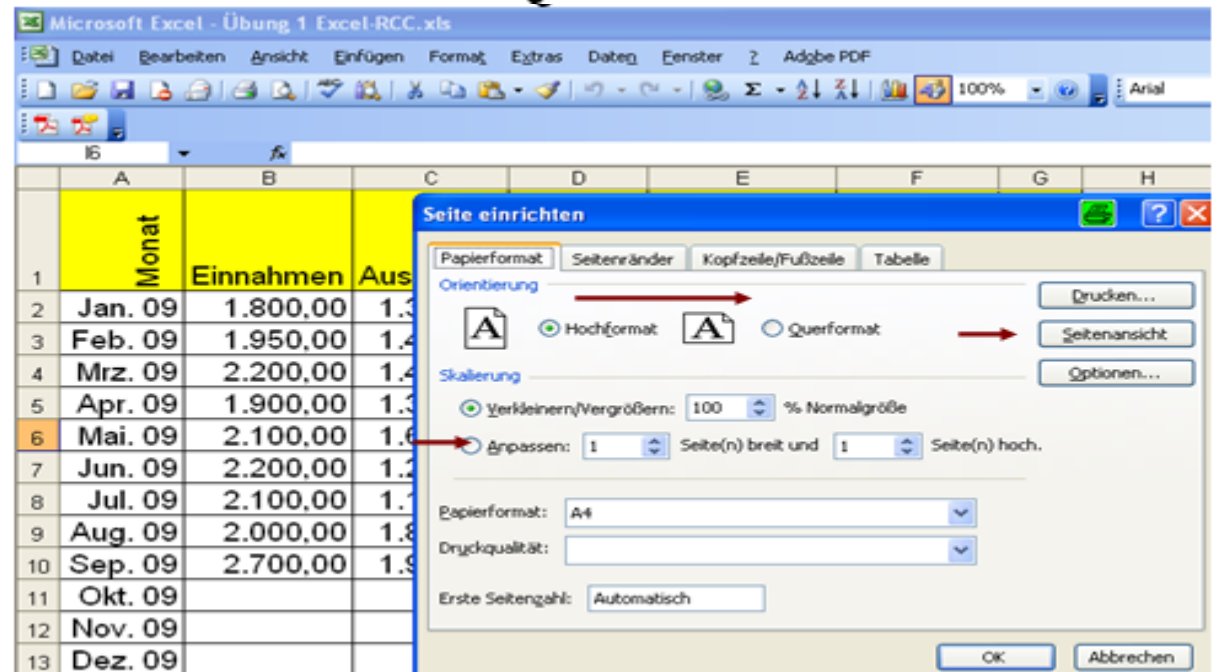 Microsoft Excel - Übung 1 Excel-RCC.xls
Datei Bearbeiten Ansicht Einfügen Format Extras Daten Fenster ? Adobe PDF
100% Arial
I6 fx
A B C D E F G H
1 Monat Einnahmen Aus
2 Jan. 09 1.800,00
3 Feb. 09 1.950,00
4 Mrz. 09 2.200,00
5 Apr. 09 1.900,00
6 Mai. 09 2.100,00
7 Jun. 09 2.200,00
8 Jul. 09 2.100,00
9 Aug. 09 2.000,00
10 Sep. 09 2.700,00
11 Okt. 09
12 Nov. 09
13 Dez. 09
Seite einrichten
Papierformat Seitenränder Kopfzeile/Fußzeile Tabelle
Orientierung
A Hochformat A Querformat
Drucken...
Seitenansicht
Optionen...
Skalierung
Verkleinern/Vergrößern: 100 % Normalgröße
Anpassen: 1 Seite(n) breit und 1 Seite(n) hoch.
Papierformat: A4
Druckqualität:
Erste Seitenzahl: Automatisch
OK Abbrechen